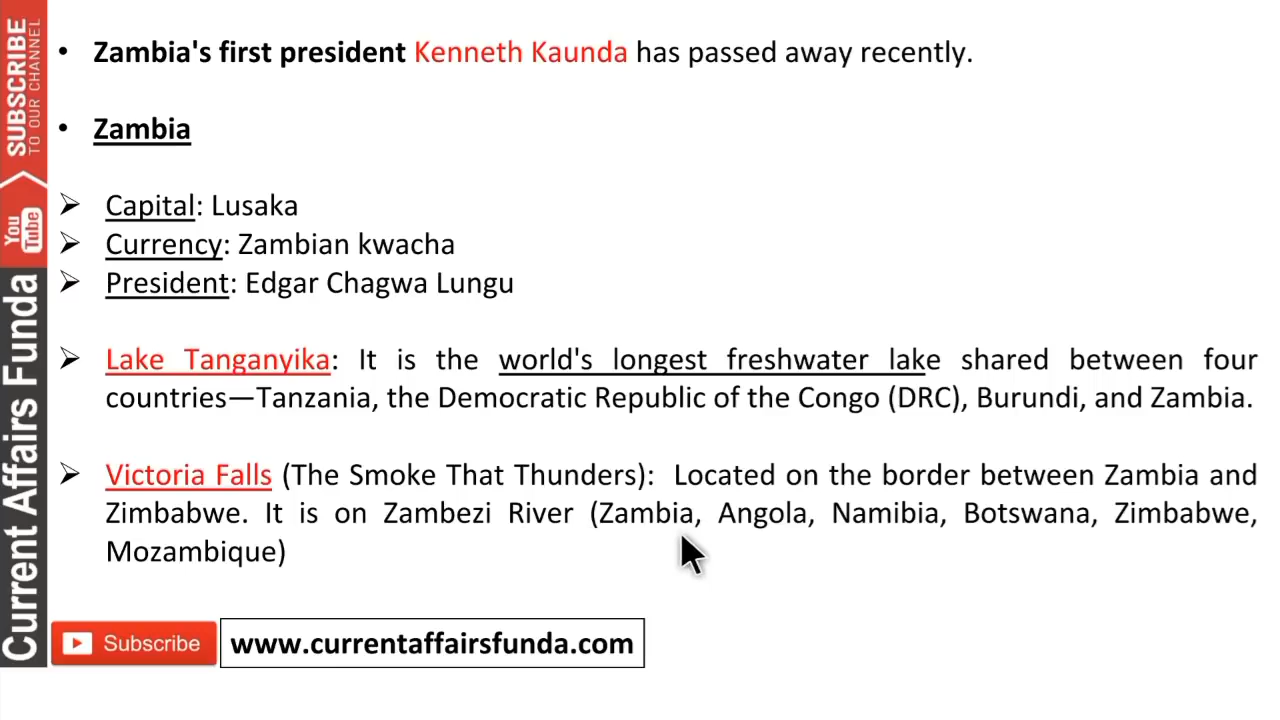 SUBSCRIBE
TO OUR CHANNEL
You
Tube
Current Affairs Funda
• Zambia's first president Kenneth Kaunda has passed away recently.
• Zambia
➢ Capital: Lusaka
➢ Currency: Zambian kwacha
➢ President: Edgar Chagwa Lungu
➢ Lake Tanganyika: It is the world's longest freshwater lake shared between four
countries—Tanzania, the Democratic Republic of the Congo (DRC), Burundi, and Zambia.
➢ Victoria Falls (The Smoke That Thunders): Located on the border between Zambia and
Zimbabwe. It is on Zambezi River (Zambia, Angola, Namibia, Botswana, Zimbabwe,
Mozambique)
Subscribe
www.currentaffairsfunda.com